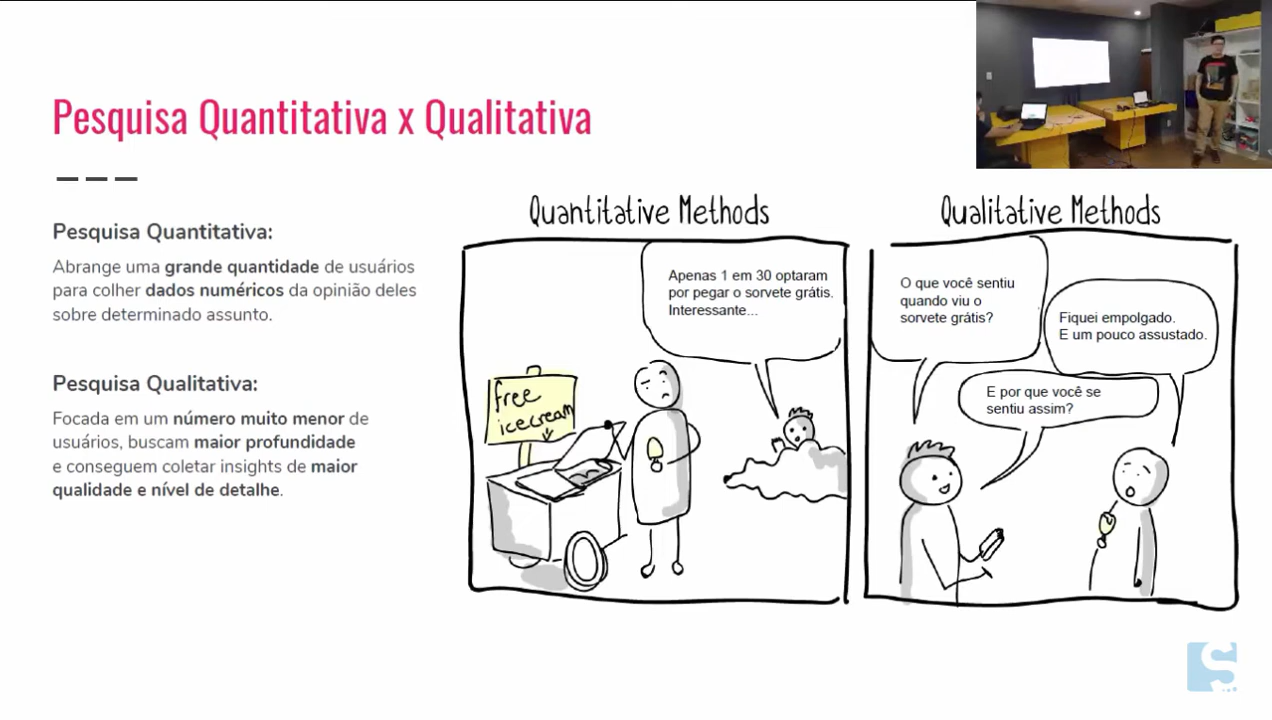 Pesquisa Quantitativa x Qualitativa
Pesquisa Quantitativa:
Abrange uma grande quantidade de usuários
para colher dados numéricos da opinião deles
sobre determinado assunto.
Pesquisa Qualitativa:
Focada em um número muito menor de
usuários, buscam maior profundidade
e conseguem coletar insights de maior
qualidade e nível de detalhe.
Quantitative Methods
Apenas 1 em 30 optaram
por pegar o sorvete grátis.
Interessante...
free
icecream
Qualitative Methods
O que você sentiu
quando viu o
sorvete grátis?
Fiquei empolgado.
E um pouco assustado.
E por que você se
sentiu assim?
S